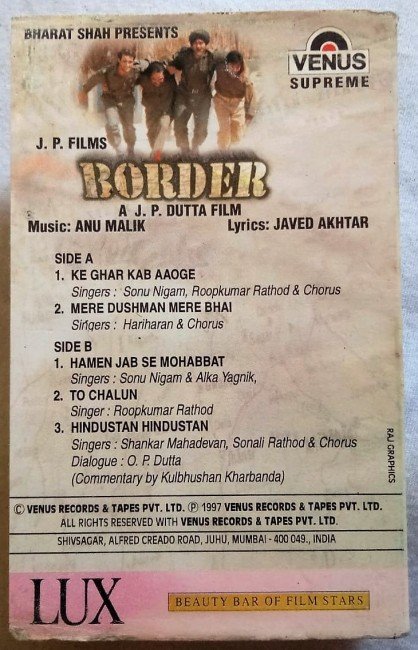 BHARAT SHAH PRESENTS
VENUS
SUPREME
J. P. FILMS
BORDER
A J. P. DUTTA FILM
Music: ANU MALIK Lyrics: JAVED AKHTAR
SIDE A
1. KE GHAR KAB AAOGE
Singers : Sonu Nigam, Roopkumar Rathod & Chorus
2. MERE DUSHMAN MERE BHAI
Singers : Hariharan & Chorus
SIDE B
1. HAMEN JAB SE MOHABBAT
Singers : Sonu Nigam & Alka Yagnik,
2. TO CHALUN
Singer : Roopkumar Rathod
3. HINDUSTAN HINDUSTAN
Singers : Shankar Mahadevan, Sonali Rathod & Chorus
Dialogue : O. P. Dutta
(Commentary by Kulbhushan Kharbanda)
RAJ GRAPHICS
© VENUS RECORDS & TAPES PVT. LTD. ℗ 1997 VENUS RECORDS & TAPES PVT. LTD.
ALL RIGHTS RESERVED WITH VENUS RECORDS & TAPES PVT. LTD.
SHIVSAGAR, ALFRED CREADO ROAD, JUHU, MUMBAI - 400 049., INDIA
LUX
BEAUTY BAR OF FILM STARS